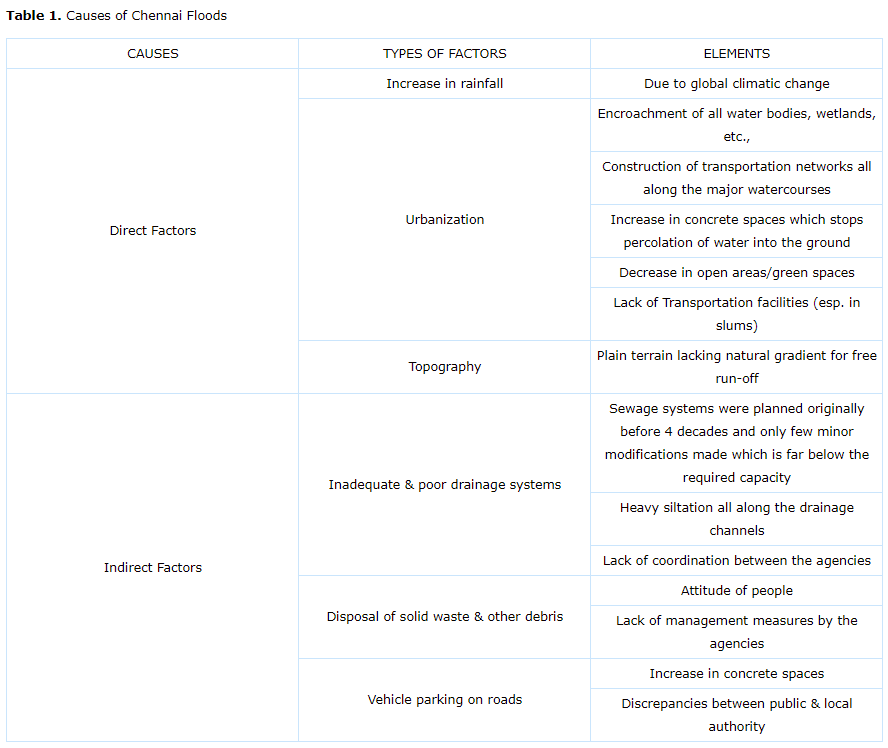 Table 1. Causes of Chennai Floods
CAUSES
TYPES OF FACTORS
ELEMENTS
Direct Factors
Increase in rainfall
Due to global climatic change
Urbanization
Encroachment of all water bodies, wetlands,
etc.,
Construction of transportation networks all
along the major watercourses
Increase in concrete spaces which stops
percolation of water into the ground
Decrease in open areas/green spaces
Lack of Transportation facilities (esp. in
slums)
Topography
Plain terrain lacking natural gradient for free
run-off
Indirect Factors
Inadequate & poor drainage systems
Sewage systems were planned originally
before 4 decades and only few minor
modifications made which is far below the
required capacity
Heavy siltation all along the drainage
channels
Lack of coordination between the agencies
Disposal of solid waste & other debris
Attitude of people
Lack of management measures by the
agencies
Vehicle parking on roads
Increase in concrete spaces
Discrepancies between public & local
authority